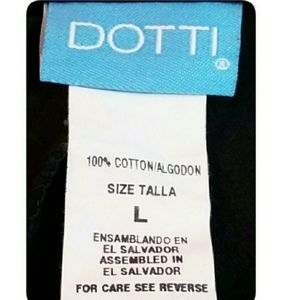 DOTTI®
100% COTTON/ALGODON
SIZE TALLA
L
ENSAMBLANDO EN
EL SALVADOR
ASSEMBLED IN
EL SALVADOR
FOR CARE SEE REVERSE